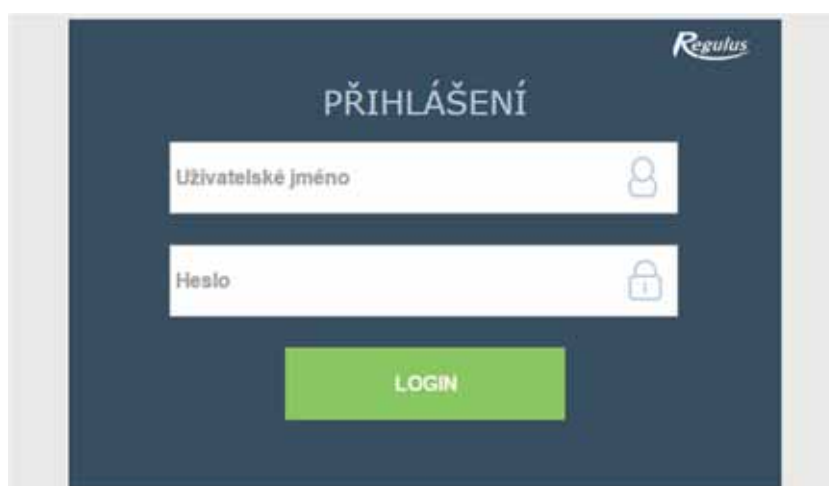 Regulus
PŘIHLÁŠENÍ
Uživatelské jméno
Heslo
LOGIN